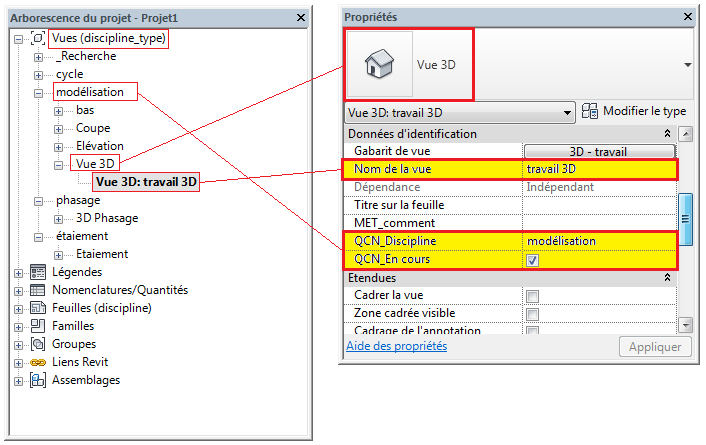 Arborescence du projet - Projet1
Vues (discipline_type)
_Recherche
cycle
modélisation
bas
Coupe
Elévation
Vue 3D
Vue 3D: travail 3D
phasage
3D Phasage
étaiement
Etaiement
Légendes
Nomenclatures/Quantités
Feuilles (discipline)
Familles
Groupes
Liens Revit
Assemblages
Propriétés
Vue 3D
Vue 3D: travail 3D
Modifier le type
Données d'identification
Gabarit de vue 3D - travail
Nom de la vue travail 3D
Dépendance Indépendant
Titre sur la feuille
MET_comment
QCN_Discipline modélisation
QCN_En cours
Etendues
Cadrer la vue
Zone cadrée visible
Cadrage de l'annotation
Aide des propriétés
Appliquer